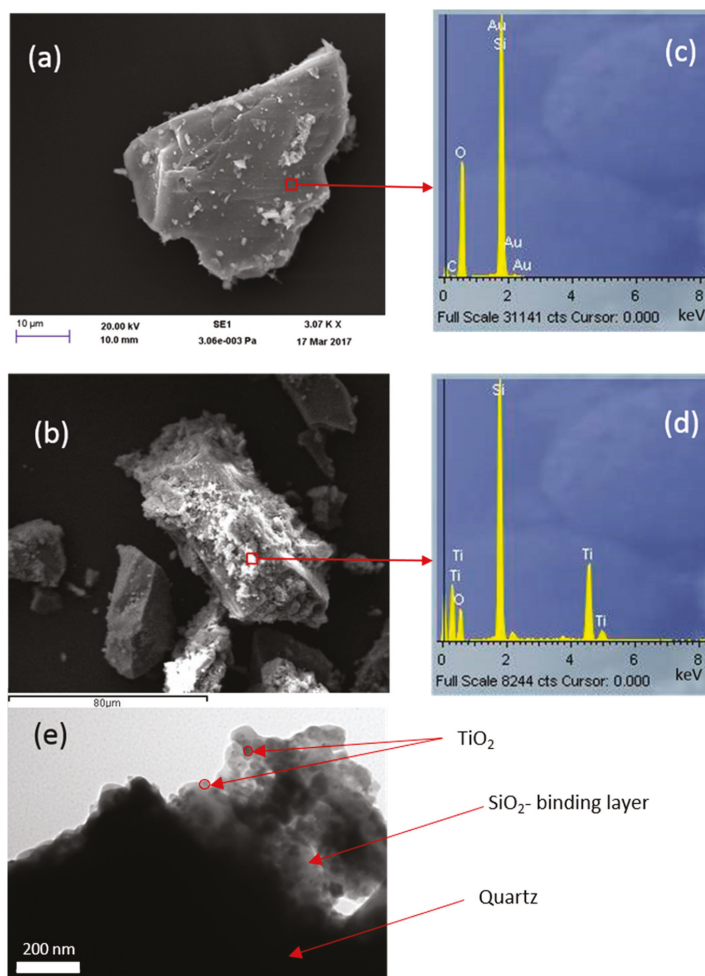 (a)
10 µm 20.00 kV SE1 3.07 K X
10.0 mm 3.06e-003 Pa 17 Mar 2017
(c)
Au
Si
O
Au
C Au
0 2 4 6 8
Full Scale 31141 cts Cursor: 0.000 keV
(b)
80µm
(d)
Si
Ti Ti
Ti
O Ti
0 2 4 6 8
Full Scale 8244 cts Cursor: 0.000 keV
(e)
TiO₂
SiO₂- binding layer
Quartz
200 nm